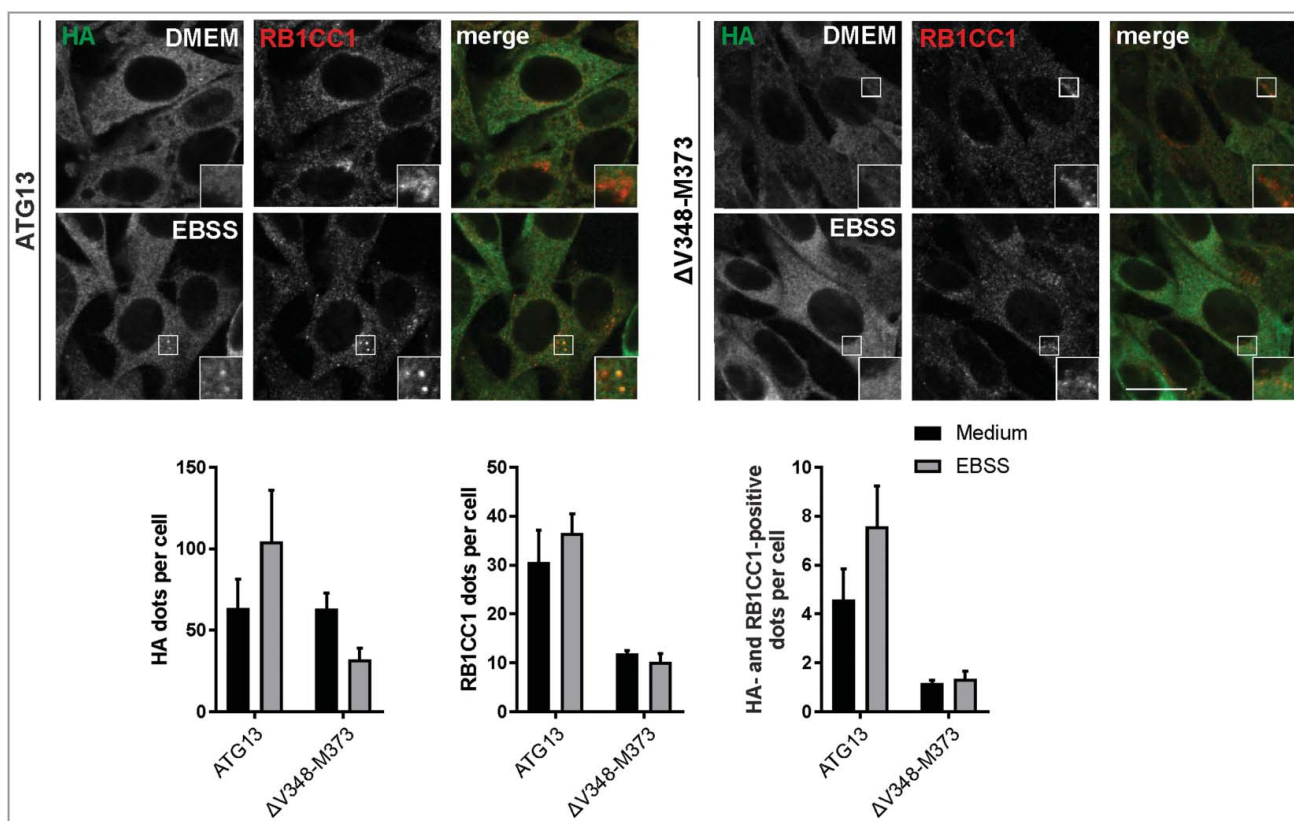 HA DMEM RB1CC1 merge
ATG13
EBSS
HA DMEM RB1CC1 merge
ΔV348-M373
EBSS
Medium
EBSS
HA dots per cell
150
100
50
0
ATG13
ΔV348-M373
RB1CC1 dots per cell
50
40
30
20
10
0
ATG13
ΔV348-M373
HA- and RB1CC1-positive
dots per cell
10
8
6
4
2
0
ATG13
ΔV348-M373